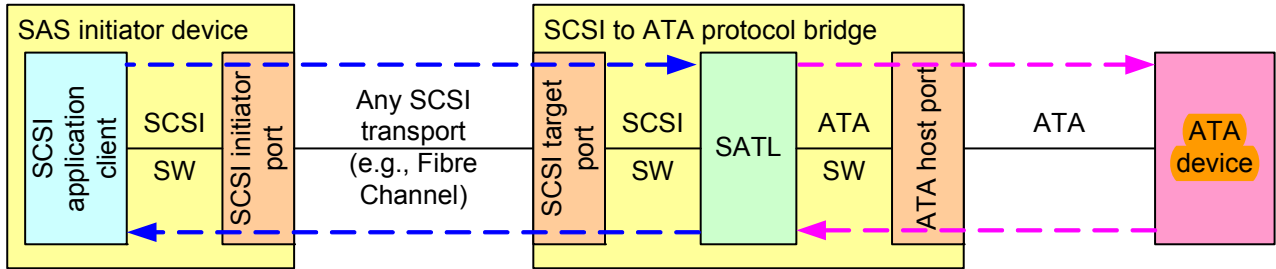 SAS initiator device
SCSI
application
client
SCSI
SW
SCSI initiator
port
Any SCSI
transport
(e.g., Fibre
Channel)
SCSI to ATA protocol bridge
SCSI target
port
SCSI
SW
SATL
ATA
SW
ATA host port
ATA
ATA
device